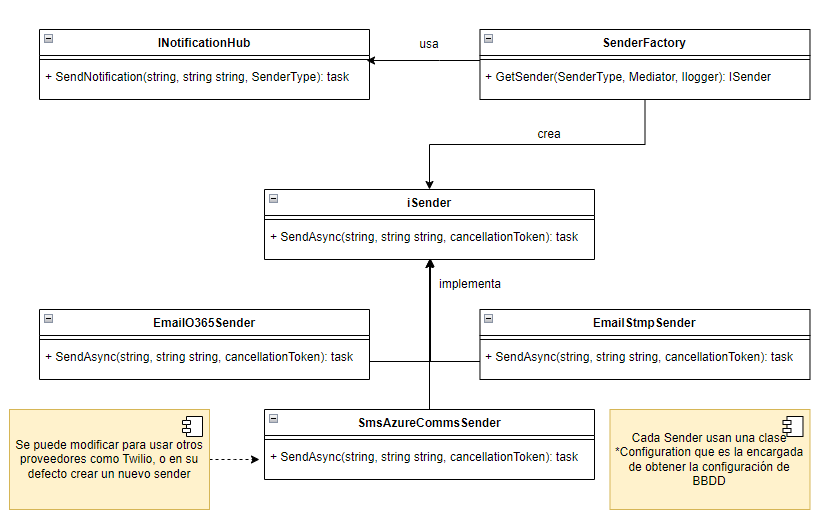 INotificationHub
+ SendNotification(string, string string, SenderType): task
usa
SenderFactory
+ GetSender(SenderType, Mediator, Ilogger): ISender
crea
iSender
+ SendAsync(string, string string, cancellationToken): task
implementa
EmailO365Sender
+ SendAsync(string, string string, cancellationToken): task
EmailStmpSender
+ SendAsync(string, string string, cancellationToken): task
Se puede modificar para usar otros
proveedores como Twilio, o en su
defecto crear un nuevo sender
SmsAzureCommsSender
+ SendAsync(string, string string, cancellationToken): task
Cada Sender usan una clase
*Configuration que es la encargada
de obtener la configuración de
BBDD